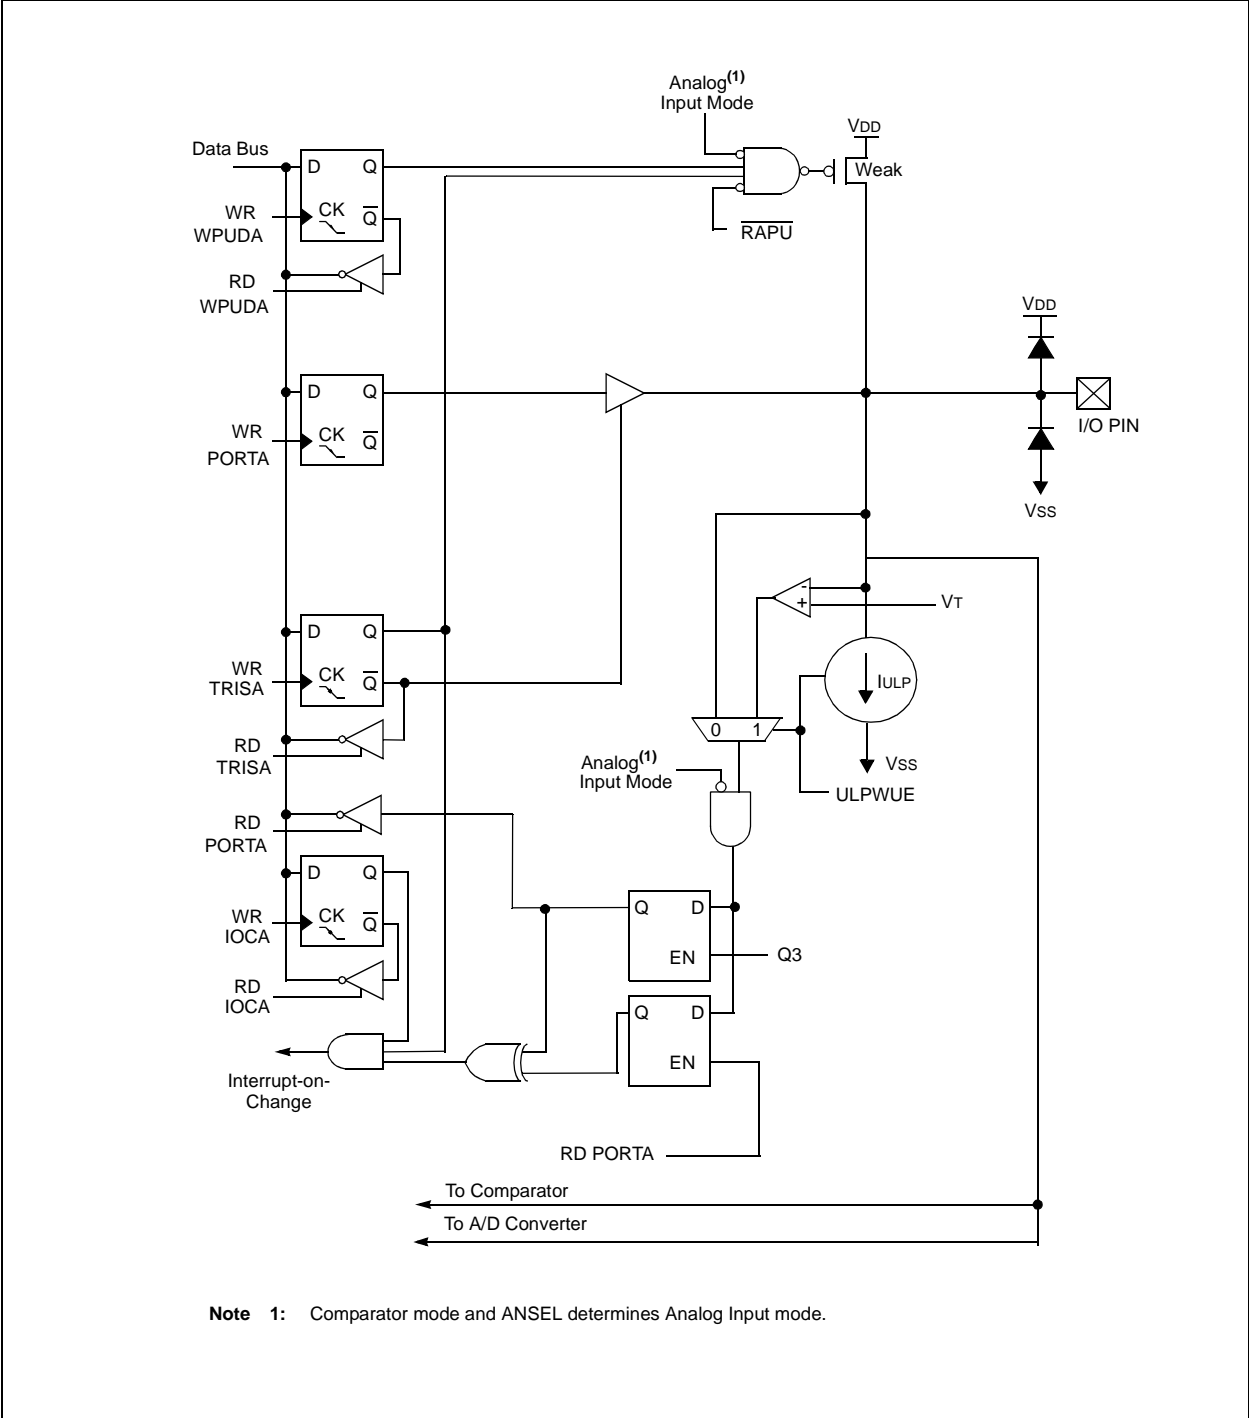 Analog(1)
Input Mode
VDD
Data Bus
D Q
Weak
WR
WPUDA
CK Q
RAPU
RD
WPUDA
VDD
D Q
I/O PIN
WR
PORTA
CK Q
VSS
- 
+
VT
D Q
WR
TRISA
CK Q
IULP
0 1
RD
TRISA
Analog(1)
Input Mode
VSS
ULPWUE
RD
PORTA
D Q
Q D
WR
IOCA
CK Q
EN
Q3
RD
IOCA
Q D
EN
Interrupt-on-
Change
RD PORTA
To Comparator
To A/D Converter
Note 1: Comparator mode and ANSEL determines Analog Input mode.